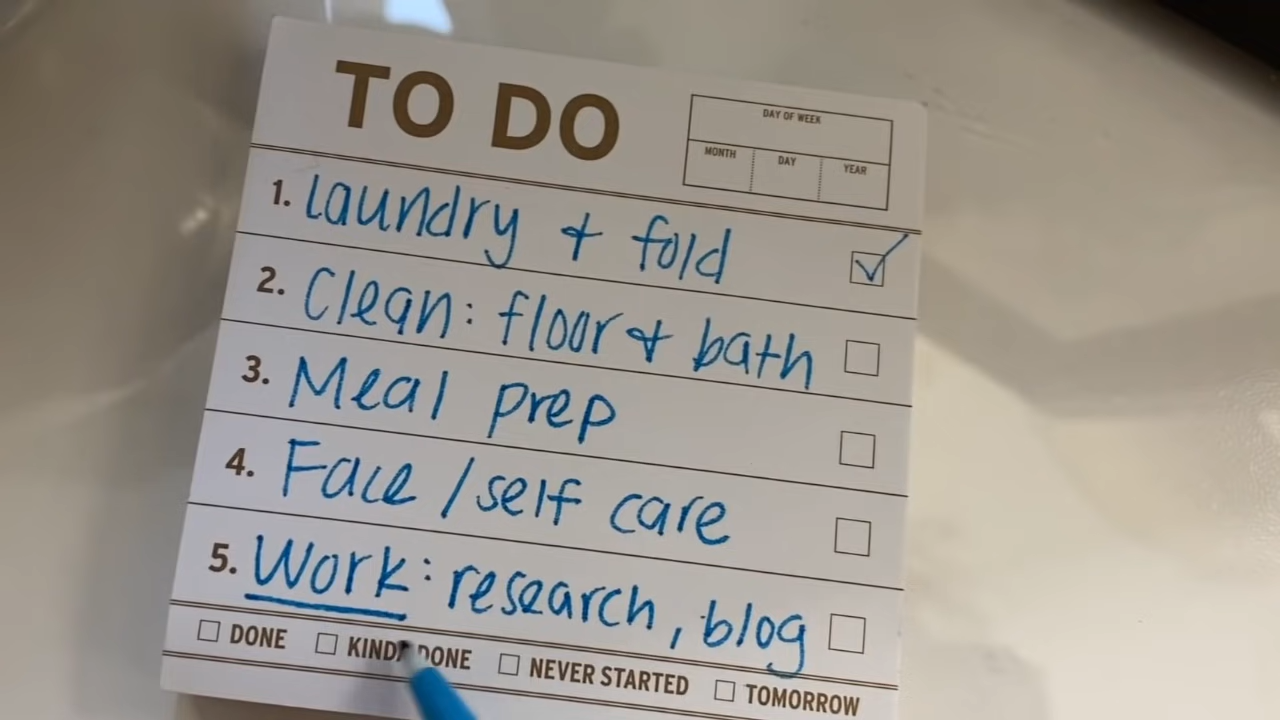 TO DO
DAY OF WEEK
MONTH DAY YEAR
1. laundry + fold
2. Clean: floor + bath
3. Meal prep
4. Face / self care
5. Work: research, blog
DONE KINDA DONE NEVER STARTED TOMORROW